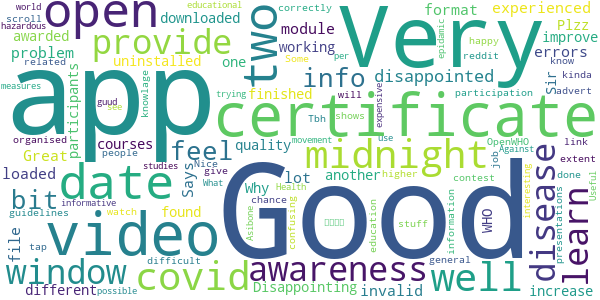 world open provide two Very experienced Plzz
scroll educational correctly format
hazardous downloaded per
awarded module improve
problem uninstalled working errors
app one epidamic happy reddit Sir know
participants info disappointed kinda
measures Some will advert
related finished certificate
guud see trying participation
knowlage quality shows expensive
organised courses feel midnight Tbh OpenWHO link
Great people movement use job Against extent
loaded date studies Nice lot another contest higher done
bit Says Why What give Good disease interesting Useful
informative watch chance Health education stuff WHO information presentations learn
guidelines found Asibone confusing
file video awareness general
window tap difficult covid Disappointing well
different possible invalid increase